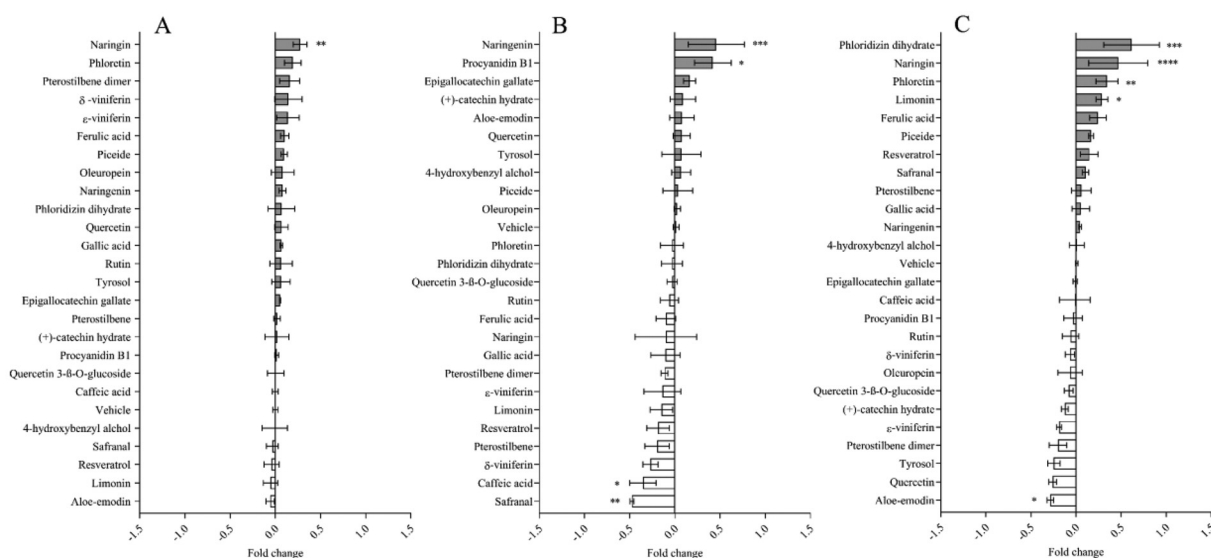 A
Naringin
**
Phloretin
Pterostilbene dimer
δ -viniferin
ε-viniferin
Ferulic acid
Piceide
Oleuropein
Naringenin
Phloridizin dihydrate
Quercetin
Gallic acid
Rutin
Tyrosol
Epigallocatechin gallate
Pterostilbene
(+)-catechin hydrate
Procyanidin B1
Quercetin 3-ß-O-glucoside
Caffeic acid
Vehicle
4-hydroxybenzyl alchol
Safranal
Resveratrol
Limonin
Aloe-emodin
-1.5 -1.0 -0.5 0.0 0.5 1.0 1.5
Fold change
B
Naringenin
***
Procyanidin B1
*
Epigallocatechin gallate
(+)-catechin hydrate
Aloe-emodin
Quercetin
Tyrosol
4-hydroxybenzyl alchol
Piceide
Oleuropein
Vehicle
Phloretin
Phloridizin dihydrate
Quercetin 3-ß-O-glucoside
Rutin
Ferulic acid
Naringin
Gallic acid
Pterostilbene dimer
ε-viniferin
Limonin
Resveratrol
Pterostilbene
δ-viniferin
Caffeic acid
*
Safranal
**
-1.5 -1.0 -0.5 0.0 0.5 1.0 1.5
Fold change
C
Phloridizin dihydrate
***
Naringin
****
Phloretin
**
Limonin
*
Ferulic acid
Piceide
Resveratrol
Safranal
Pterostilbene
Gallic acid
Naringenin
4-hydroxybenzyl alchol
Vehicle
Epigallocatechin gallate
Caffeic acid
Procyanidin B1
Rutin
δ-viniferin
Oleuropein
Quercetin 3-ß-O-glucoside
(+)-catechin hydrate
ε-viniferin
Pterostilbene dimer
Tyrosol
Quercetin
Aloe-emodin
*
-1.5 -1.0 -0.5 0.0 0.5 1.0 1.5
Fold change